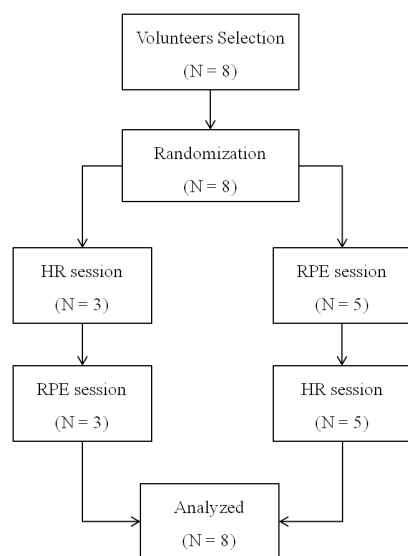 Volunteers Selection
(N = 8)
Randomization
(N = 8)
HR session
(N = 3)
RPE session
(N = 5)
RPE session
(N = 3)
HR session
(N = 5)
Analyzed
(N = 8)